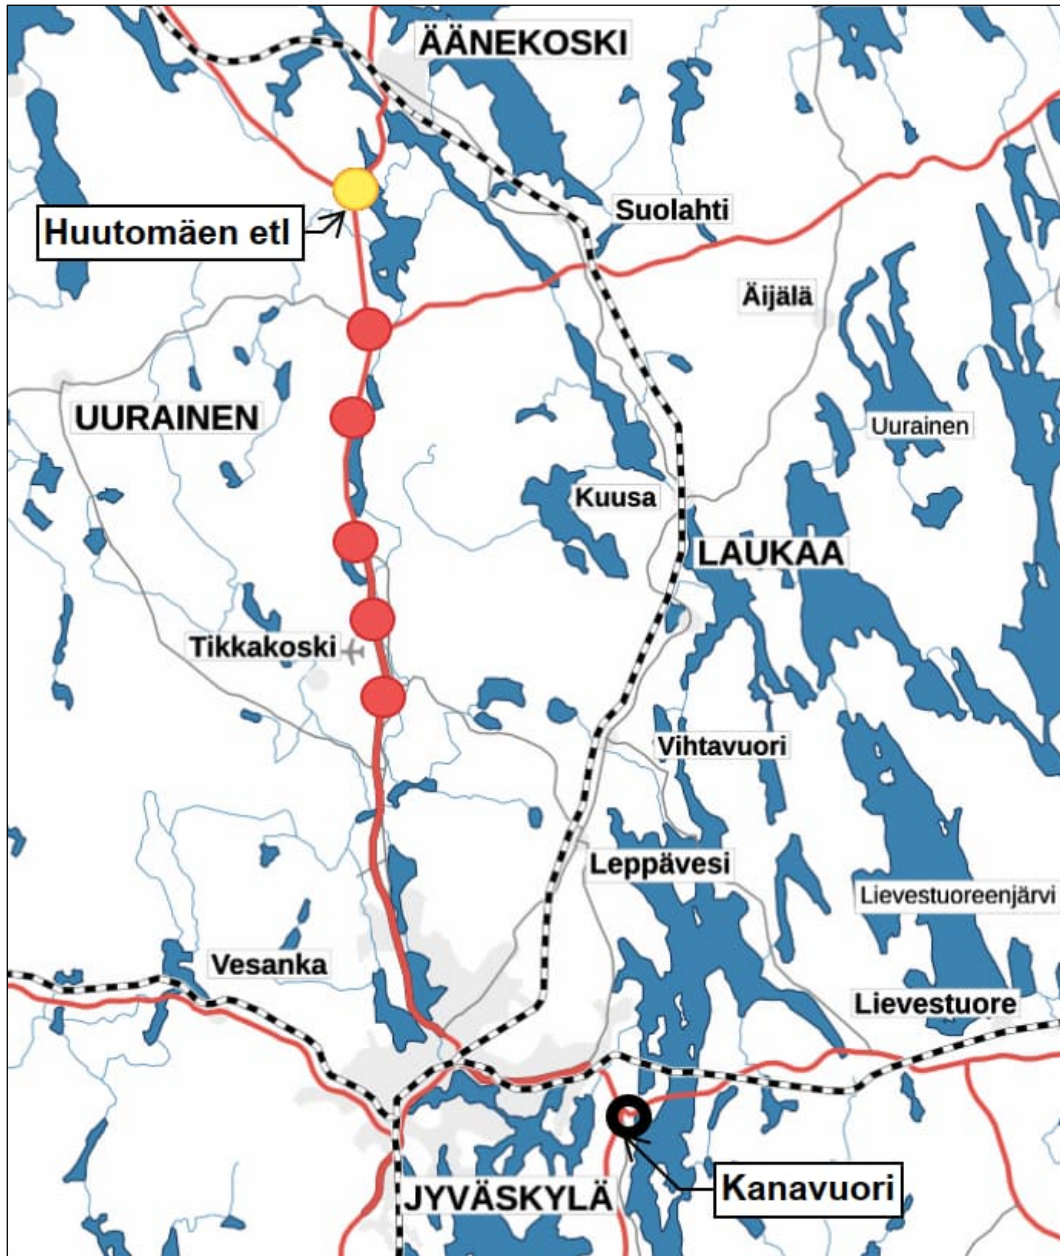 ÄÄNEKOSKI
Suolahti
Huutomäen etl
Äijälä
UURAINEN
Uurainen
Kuusa
LAUKAA
Tikkakoski
Vihtavuori
Leppävesi
Lievestuoreenjärvi
Vesanka
Lievestuore
Kanavuori
JYVÄSKYLÄ